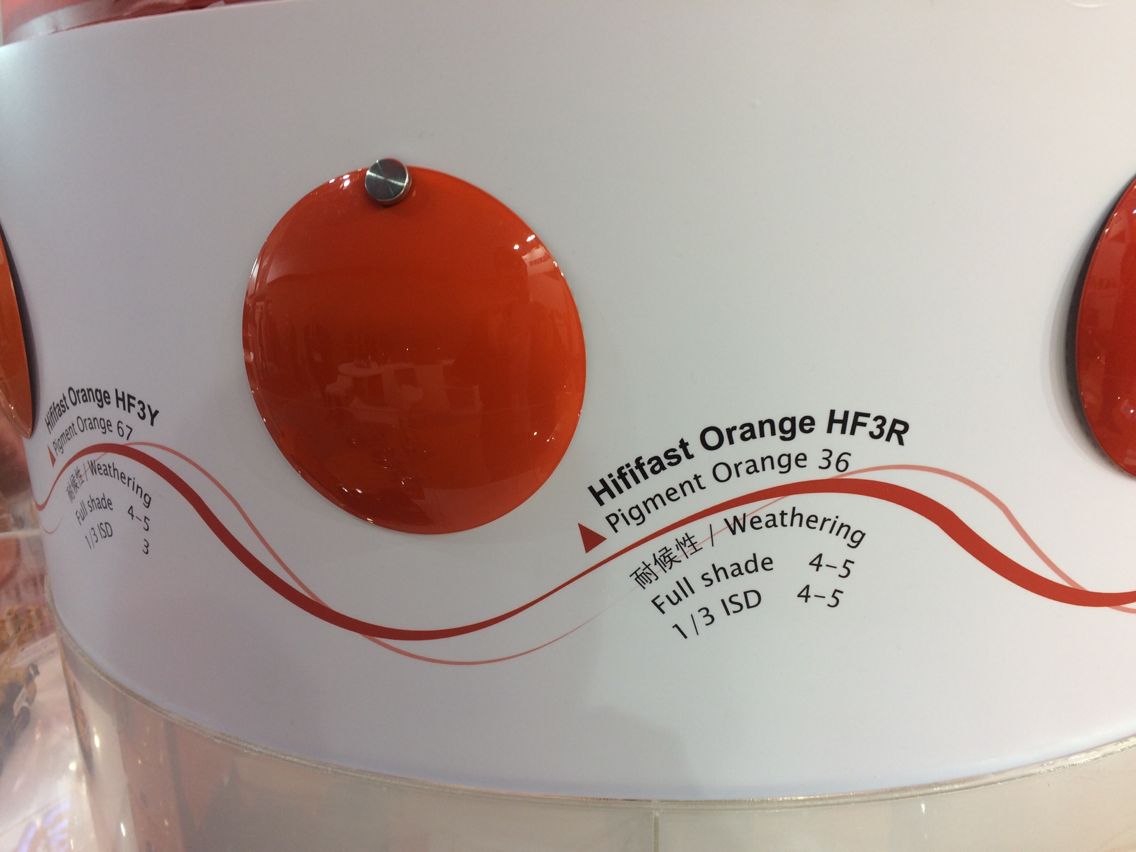 Hififast Orange HF3Y
Pigment Orange 67
耐候性 / Weathering
Full shade 4-5
1/3 ISD 3
Hififast Orange HF3R
Pigment Orange 36
耐候性 / Weathering
Full shade 4-5
1/3 ISD 4-5